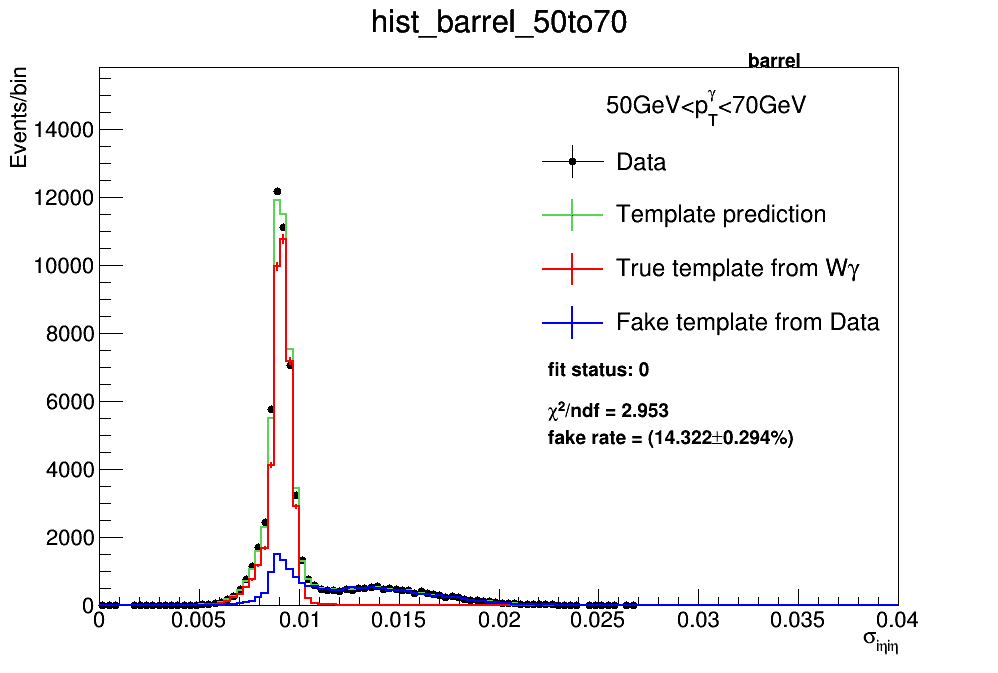 hist_barrel_50to70
barrel
Events/bin
50GeV<p_T^γ<70GeV
Data
Template prediction
True template from Wγ
Fake template from Data
fit status: 0
χ²/ndf = 2.953
fake rate = (14.322±0.294%)
14000
12000
10000
8000
6000
4000
2000
0
0 0.005 0.01 0.015 0.02 0.025 0.03 0.035 0.04
σiηiη